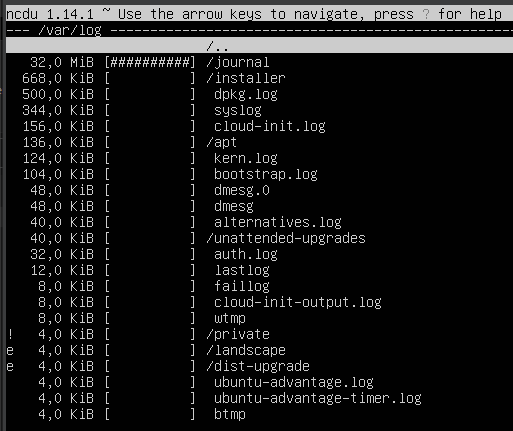 ncdu 1.14.1 ~ Use the arrow keys to navigate, press ? for help
--- /var/log ----------------------------------------------------
/..
32,0 MiB [##########] /journal
668,0 KiB [          ] /installer
500,0 KiB [          ]  dpkg.log
344,0 KiB [          ]  syslog
156,0 KiB [          ]  cloud-init.log
136,0 KiB [          ] /apt
124,0 KiB [          ]  kern.log
104,0 KiB [          ]  bootstrap.log
48,0 KiB [          ]  dmesg.0
48,0 KiB [          ]  dmesg
40,0 KiB [          ]  alternatives.log
40,0 KiB [          ] /unattended-upgrades
32,0 KiB [          ]  auth.log
12,0 KiB [          ]  lastlog
8,0 KiB [          ]  faillog
8,0 KiB [          ]  cloud-init-output.log
8,0 KiB [          ]  wtmp
! 4,0 KiB [          ] /private
e 4,0 KiB [          ] /landscape
e 4,0 KiB [          ] /dist-upgrade
4,0 KiB [          ]  ubuntu-advantage.log
4,0 KiB [          ]  ubuntu-advantage-timer.log
4,0 KiB [          ]  btmp